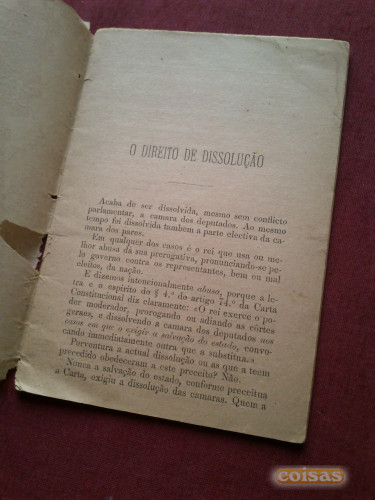 O DIREITO DE DISSOLUÇÃO
Acaba de ser dissolvida, mesmo sem conflicto
parlamentar, a camara dos deputados. Ao mesmo
tempo foi dissolvida tambem a parte electiva da ca-
mara dos pares.
Em qualquer dos casos é o rei que usa ou me-
lhor abusa da sua prerogativa, pronunciando-se pe-
lo governo contra os representantes, bem ou mal
eleitos, da nação.
E dizemos intencionalmente abusa, porque a le-
tra e o espirito do § 4.º do artigo 74.º da Carta
Constitucional diz claramente: «O rei exerce o po-
der moderador, prorogando ou adiando as côrtes
geraes, e dissolvendo a camara dos deputados nos
casos em que o exigir a salvação do estado, convo-
cando immediatamente outra que a substitua.»
Porventura a actual dissolução ou as que a teem
precedido obedeceram a este preceito? Não.
Nunca a salvação do estado, conforme preceitua
a Carta, exigiu a dissolução das camaras. Quem a
coisas